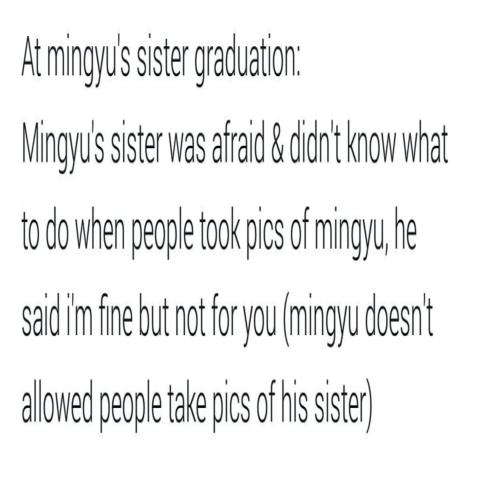 At mingyu's sister graduation:
Mingyu's sister was afraid & didn't know what
to do when people took pics of mingyu, he
said i'm fine but not for you (mingyu doesn't
allowed people take pics of his sister)